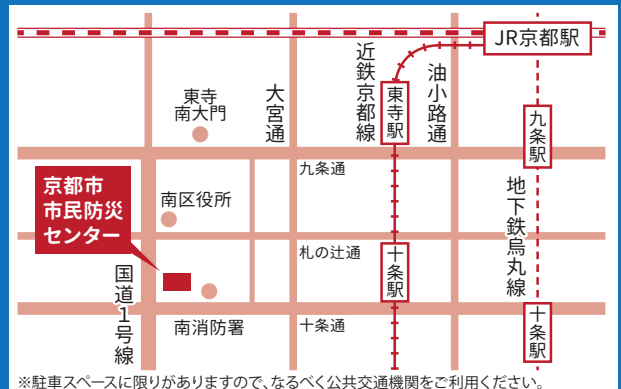 JR京都駅
近鉄京都線
油小路通
東寺駅
東寺
南大門
大宮通
九条駅
九条通
京都市
市民防災
センター
南区役所
地下鉄烏丸線
札の辻通
十条駅
国道1号線
南消防署
十条通
十条駅
※駐車スペースに限りがありますので、なるべく公共交通機関をご利用ください。